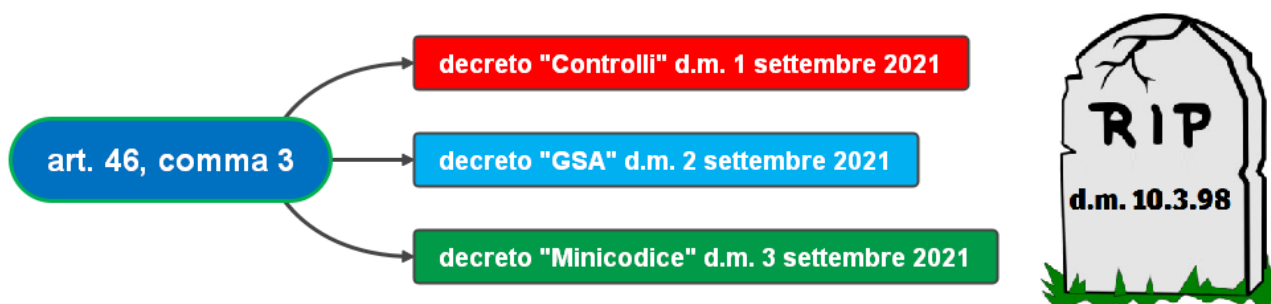 art. 46, comma 3
decreto "Controlli" d.m. 1 settembre 2021
decreto "GSA" d.m. 2 settembre 2021
decreto "Minicodice" d.m. 3 settembre 2021
RIP
d.m. 10.3.98